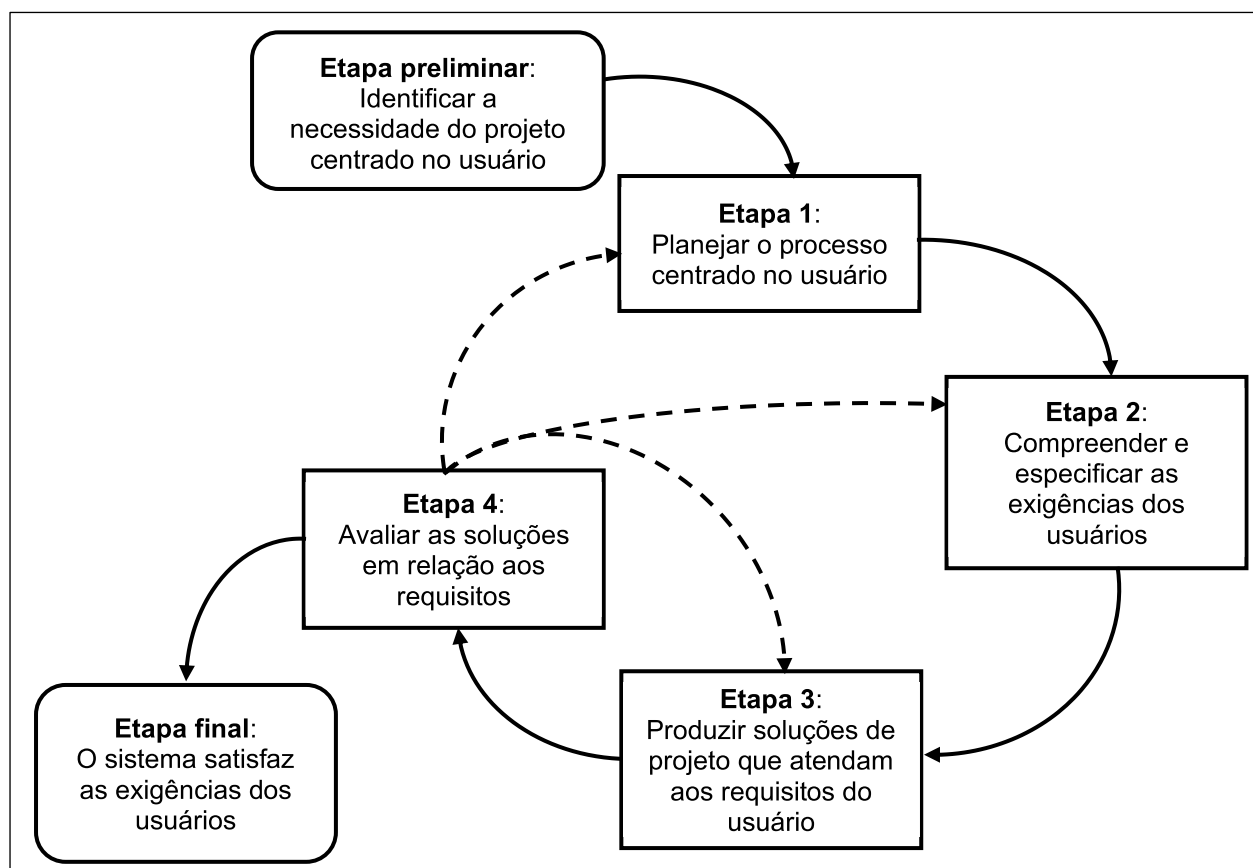 Etapa preliminar:
Identificar a
necessidade do projeto
centrado no usuário
Etapa 1:
Planejar o processo
centrado no usuário
Etapa 2:
Compreender e
especificar as
exigências dos
usuários
Etapa 3:
Produzir soluções de
projeto que atendam
aos requisitos do
usuário
Etapa 4:
Avaliar as soluções
em relação aos
requisitos
Etapa final:
O sistema satisfaz
as exigências dos
usuários